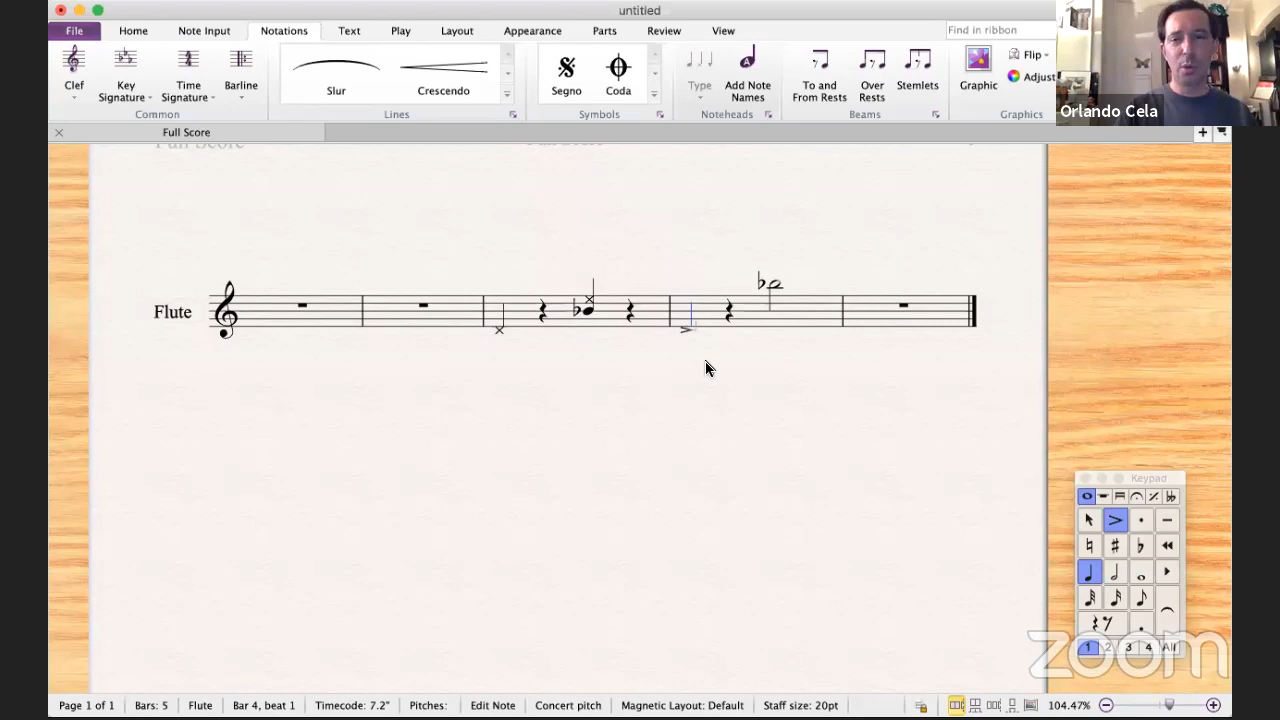 untitled
File Home Note Input Notations Text Play Layout Appearance Parts Review View Find in ribbon
Clef Key Signature Time Signature Barline
Slur Crescendo
Segno Coda
Type Add Note Names
To and From Rests Over Rests Stemlets
Graphic Flip Adjust
Common Lines Symbols Noteheads Beams Graphics
Orlando Cela
Full Score
Full Score
Flute
Keypad
1 2 3 4 All
zoom
Page 1 of 1 Bars: 5 Flute Bar 4, beat 1 Timecode: 7.2" Pitches: Edit Note Concert pitch Magnetic Layout: Default Staff size: 20pt 104.47%